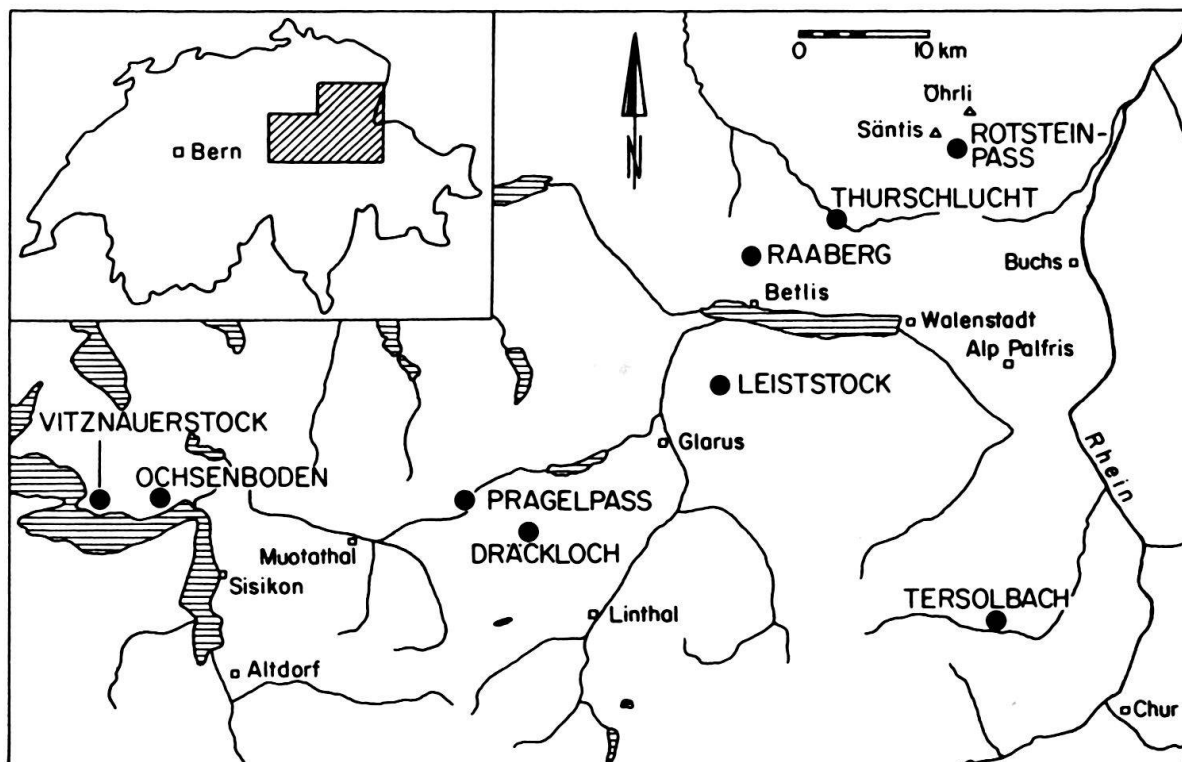 Bern
N
0 10 km
Öhrli
Säntis
ROTSTEIN-
PASS
THURSCHLUCHT
RAABERG
Buchs
Betlis
Walenstadt
Alp Palfris
LEISTSTOCK
VITZNAUERSTOCK
Glarus
Rhein
OCHSENBODEN
PRAGELPASS
Muotathal
DRÄCKLOCH
Sisikon
TERSOLBACH
Linthal
Altdorf
Chur